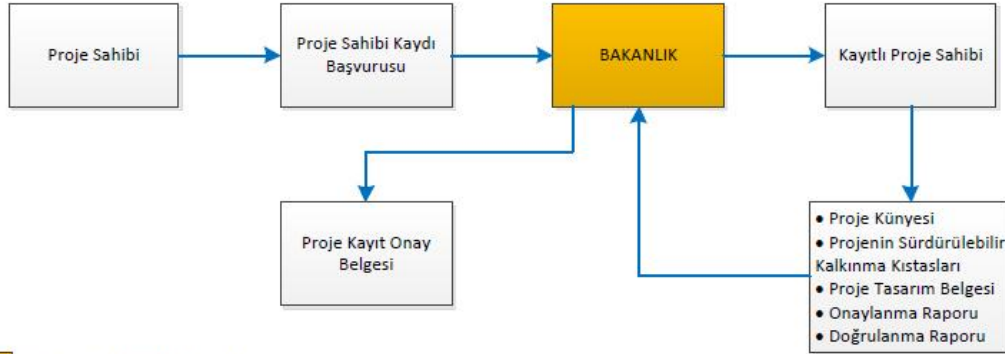 Proje Sahibi
Proje Sahibi Kaydı
Başvurusu
BAKANLIK
Kayıtlı Proje Sahibi
Proje Kayıt Onay
Belgesi
• Proje Künyesi
• Projenin Sürdürülebilir
Kalkınma Kıstasları
• Proje Tasarım Belgesi
• Onaylanma Raporu
• Doğrulanma Raporu